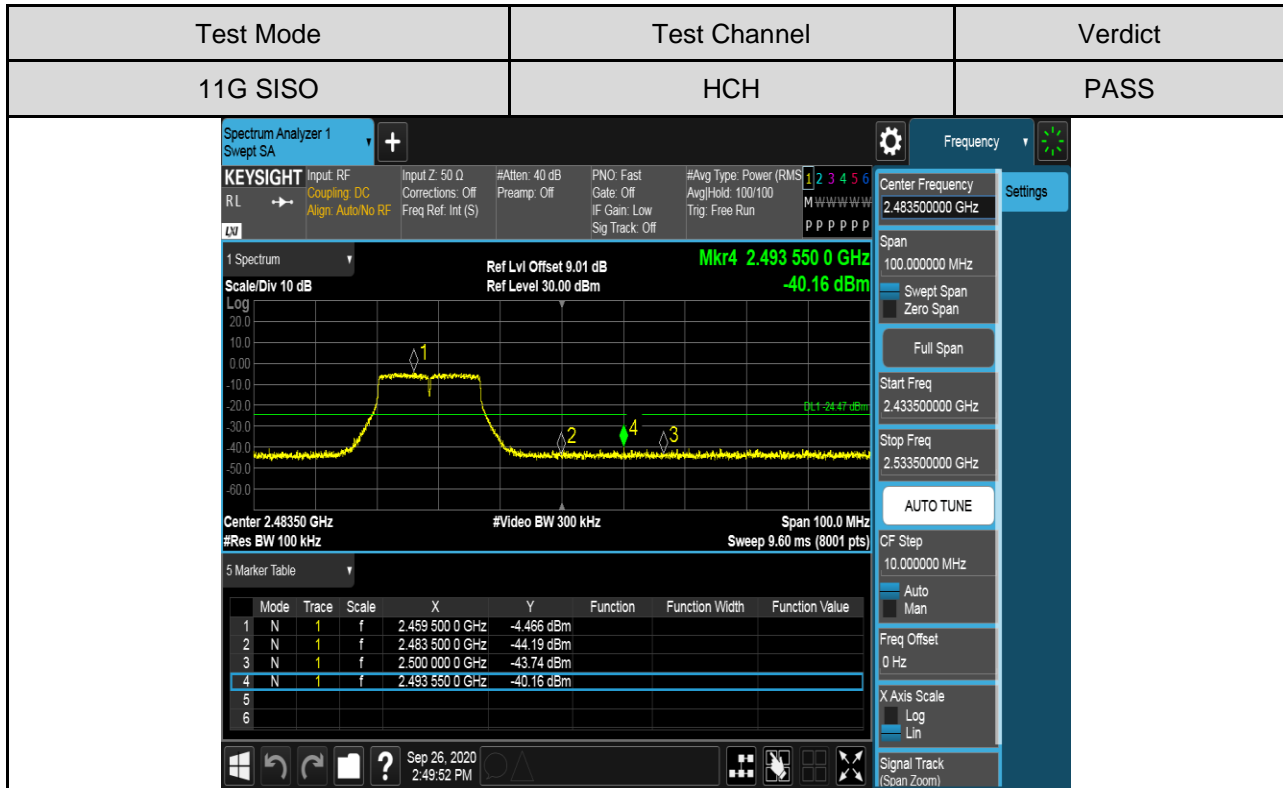 Test Mode Test Channel Verdict
11G SISO HCH PASS
Spectrum Analyzer 1
Swept SA
+
Frequency
KEYSIGHT
RL
LXI
Input: RF
Coupling: DC
Align: Auto/No RF
Input Z: 50 Ω
Corrections: Off
Freq Ref: Int (S)
#Atten: 40 dB
Preamp: Off
PNO: Fast
Gate: Off
IF Gain: Low
Sig Track: Off
#Avg Type: Power (RMS
Avg|Hold: 100/100
Trig: Free Run
1 2 3 4 5 6
M W W W W W
P P P P P P
1 Spectrum
Scale/Div 10 dB
Ref Lvl Offset 9.01 dB
Ref Level 30.00 dBm
Mkr4 2.493 550 0 GHz
-40.16 dBm
Log
20.0
10.0
0.00
-10.0
-20.0
-30.0
-40.0
-50.0
-60.0
1
2
4
3
DL1 -24.47 dBm
Center 2.48350 GHz
#Res BW 100 kHz
#Video BW 300 kHz
Span 100.0 MHz
Sweep 9.60 ms (8001 pts)
5 Marker Table
Mode Trace Scale X Y Function Function Width Function Value
1 N 1 f 2.459 500 0 GHz -4.466 dBm
2 N 1 f 2.483 500 0 GHz -44.19 dBm
3 N 1 f 2.500 000 0 GHz -43.74 dBm
4 N 1 f 2.493 550 0 GHz -40.16 dBm
5
6
?
Sep 26, 2020
2:49:52 PM
Center Frequency
2.483500000 GHz
Settings
Span
100.000000 MHz
Swept Span
Zero Span
Full Span
Start Freq
2.433500000 GHz
Stop Freq
2.533500000 GHz
AUTO TUNE
CF Step
10.000000 MHz
Auto
Man
Freq Offset
0 Hz
X Axis Scale
Log
Lin
Signal Track
(Span Zoom)